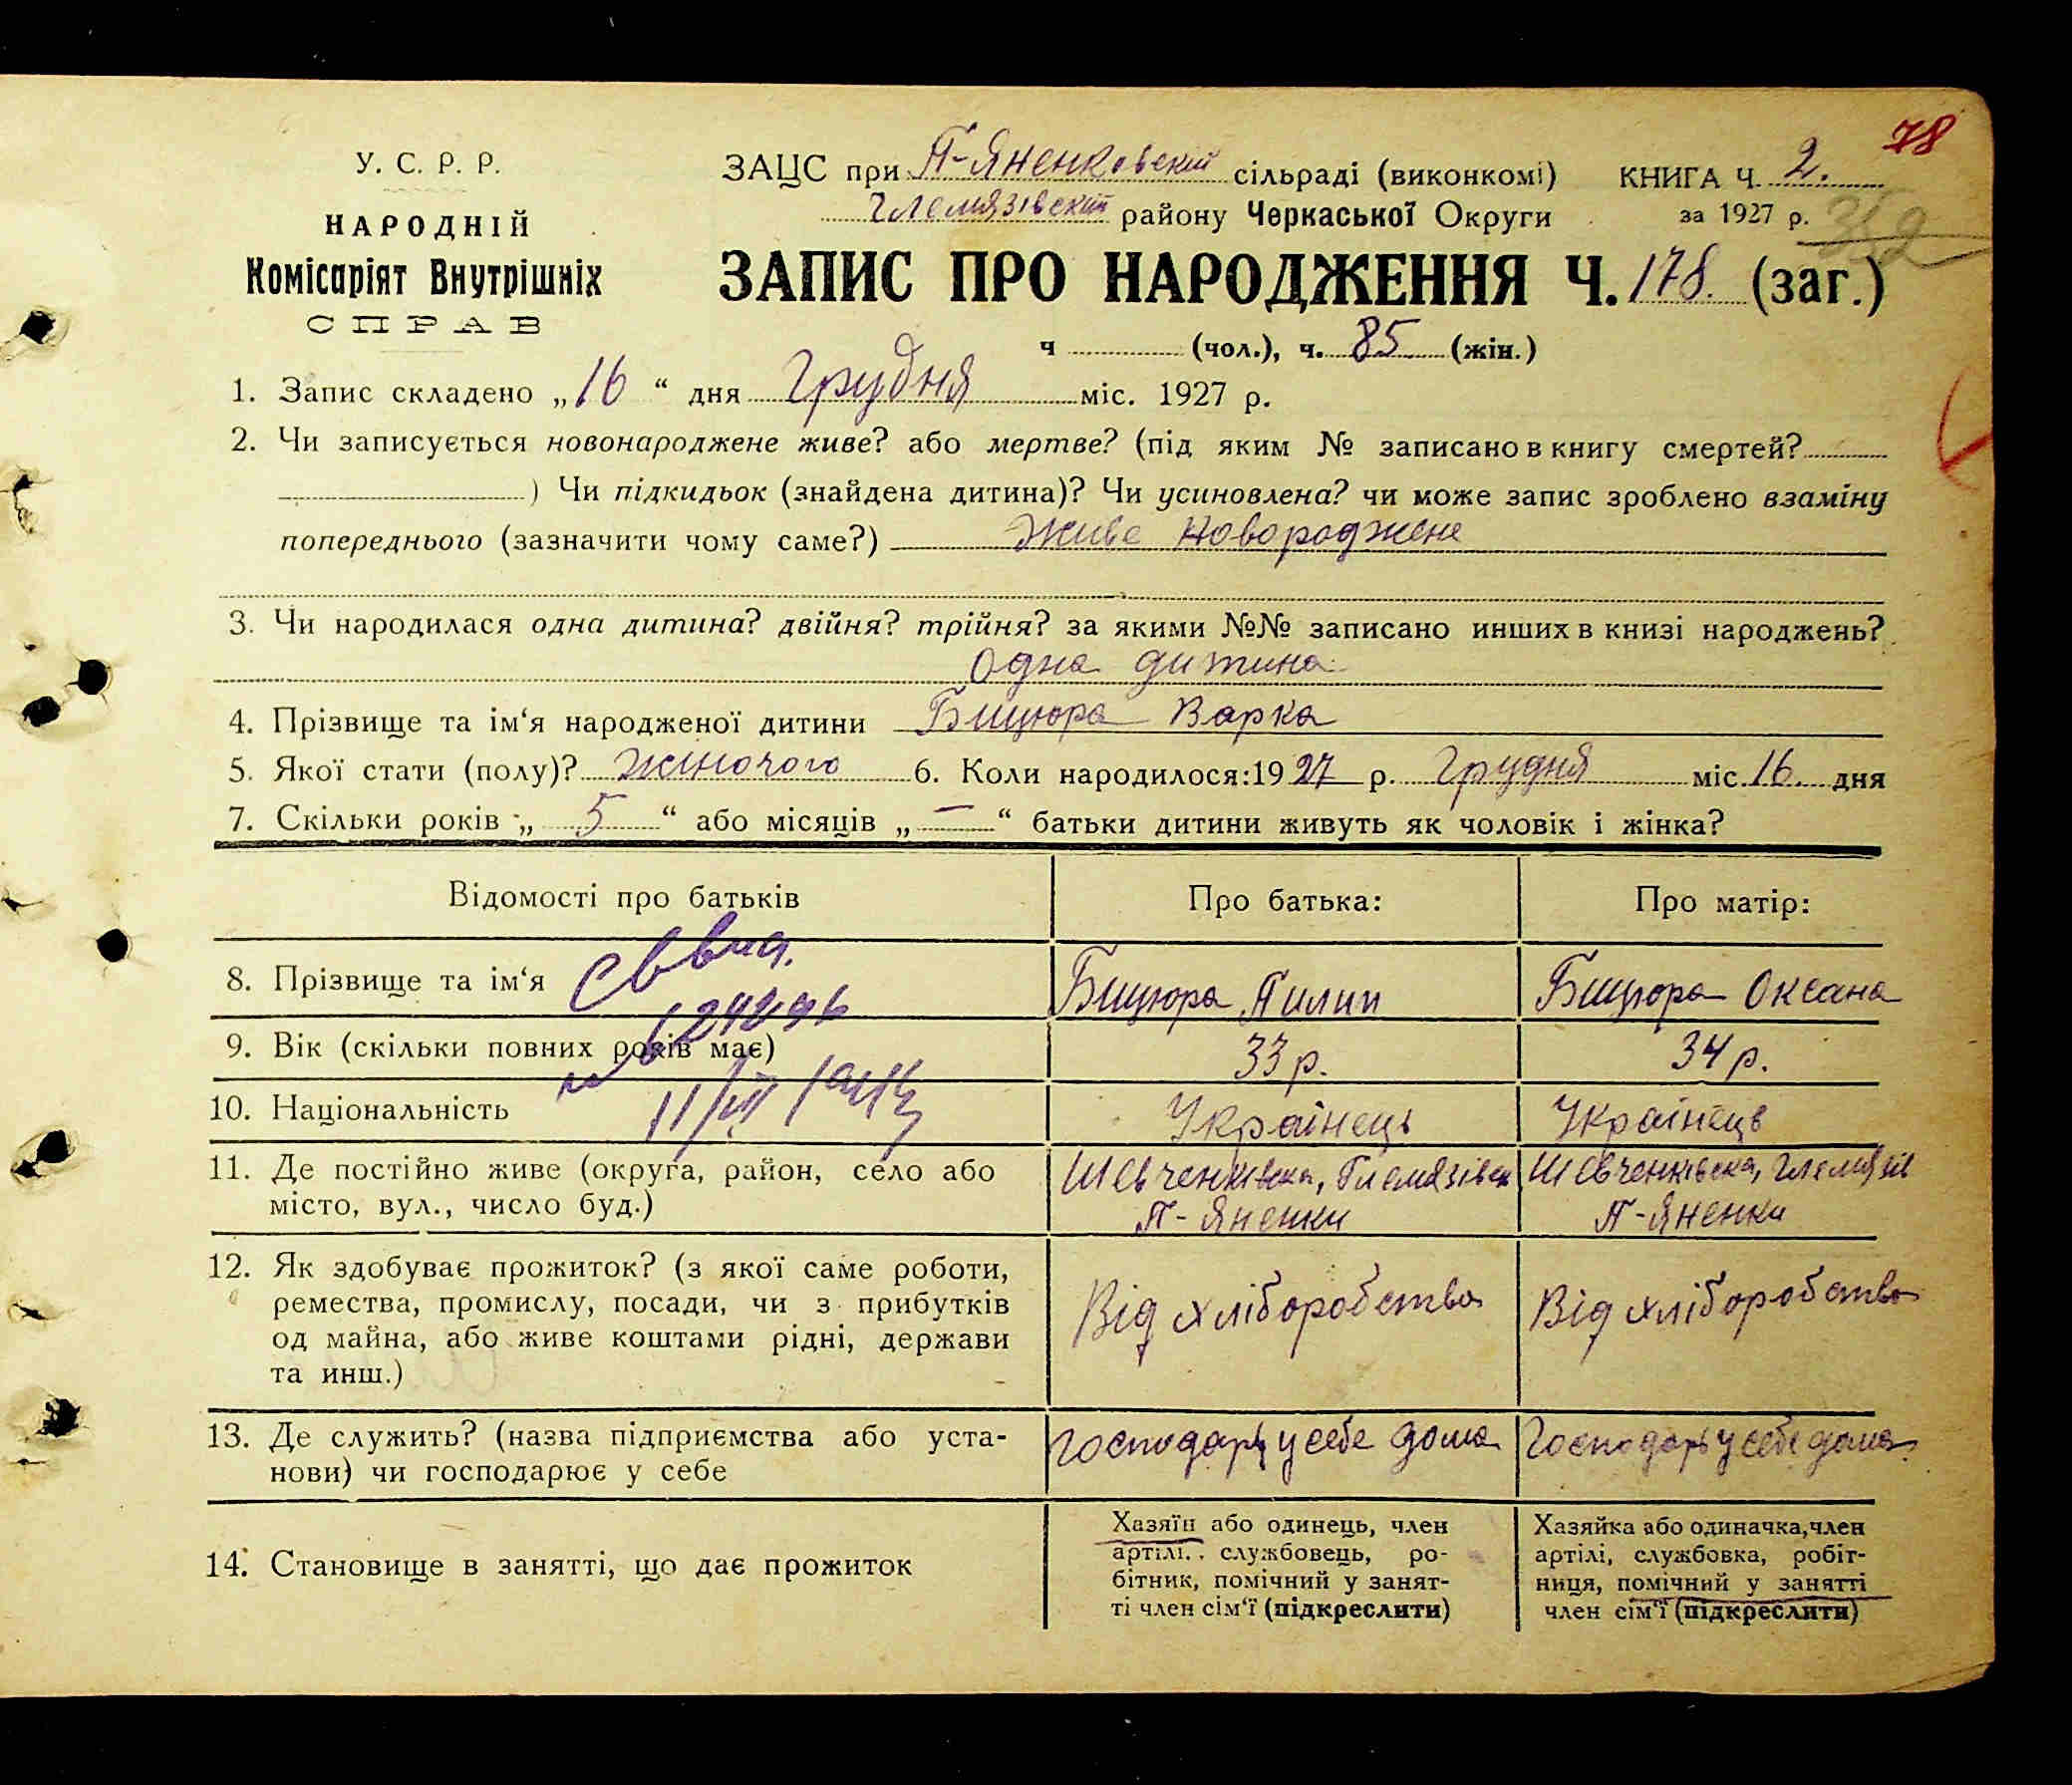 78
У. С. Р. Р.
НАРОДНІЙ
Комісаріят Внутрішніх
СПРАВ
ЗАЦС при П-Яненковскій сільраді (виконкомі) КНИГА Ч. 2.
Глемязівскій району Черкаської Округи за 1927 р. 352
ЗАПИС ПРО НАРОДЖЕННЯ Ч. 178. (заг.)
ч (чол.), ч. 85 (жін.)
1. Запис складено „16“ дня Грудня міс. 1927 р.
2. Чи записується новонароджене живе? або мертве? (під яким № записано в книгу смертей?
) Чи підкидьок (знайдена дитина)? Чи усиновлена? чи може запис зроблено взаміну
попереднього (зазначити чому саме?) Живе новороджене
3. Чи народилася одна дитина? двійня? трійня? за якими №№ записано инших в книзі народжень?
Одна дитина
4. Прізвище та ім‘я народженої дитини Бицюра Варка
5. Якої стати (полу)? жіночого 6. Коли народилося: 1927 р. Грудня міс. 16. дня
7. Скільки років „ 5 “ або місяців „ — “ батьки дитини живуть як чоловік і жінка?
Відомості про батьків Про батька: Про матір:
8. Прізвище та ім‘я Бицюра Пилип Бицюра Оксана
9. Вік (скільки повних років має) 33 р. 34 р.
10. Національність Українець Українець
11. Де постійно живе (округа, район, село або Шевченківска, Глемязівск Шевченківска, Глемязів
місто, вул., число буд.) П-Яненки П-Яненки
12. Як здобуває прожиток? (з якої саме роботи,
ремества, промислу, посади, чи з прибутків Від хліборобства Від хліборобства
од майна, або живе коштами рідні, держави
та инш.)
13. Де служить? (назва підприємства або уста- Господарь у себе дома Господарь у себе дома
нови) чи господарює у себе
14. Становище в занятті, що дає прожиток
Хазяїн або одинець, член
артілі, службовець, ро-
бітник, помічний у занят-
ті член сім‘ї (підкреслити)
Хазяйка або одиначка, член
артілі, службовка, робіт-
ниця, помічний у занятті
член сім‘ї (підкреслити)